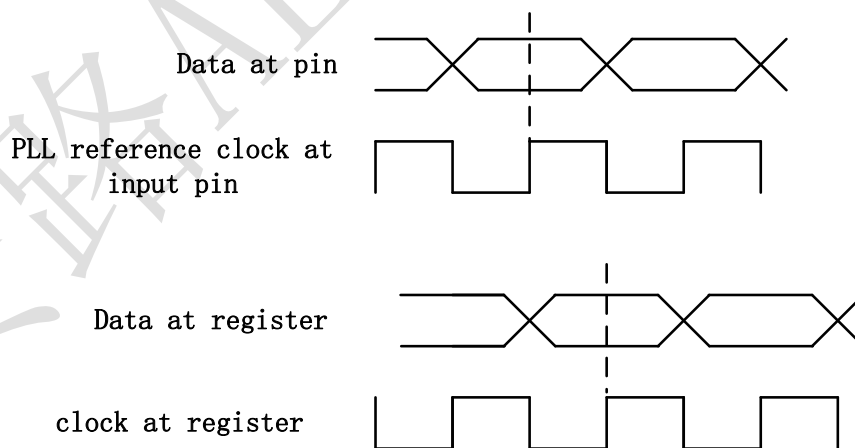 Data at pin
PLL reference clock at
input pin
Data at register
clock at register